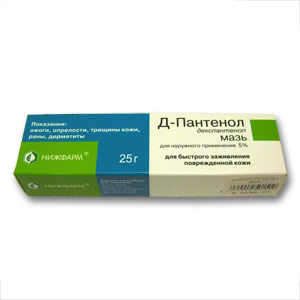 Показания:
ожоги, опрелости, трещины кожи,
раны, дерматиты
НИЖФАРМ®
25 г
Д-Пантенол
декспантенол
мазь
для наружного применения 5%
для быстрого заживления
поврежденной кожи